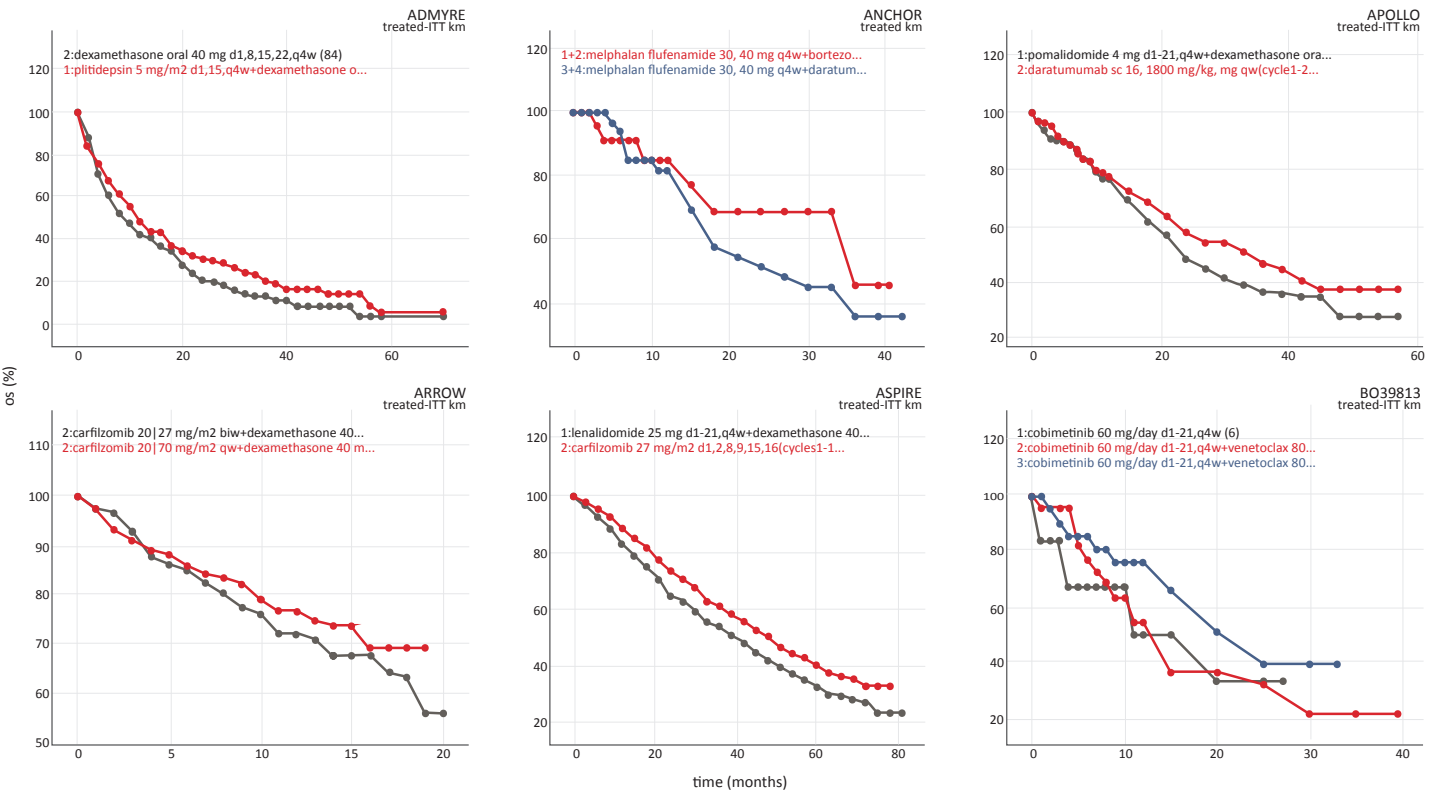 ADMYRE
treated-ITT km
2:dexamethasone oral 40 mg d1,8,15,22,q4w (84)
1:plitidepsin 5 mg/m2 d1,15,q4w+dexamethasone o...
120
100
80
60
40
20
0
0 20 40 60
ANCHOR
treated km
1+2:melphalan flufenamide 30, 40 mg q4w+bortezo...
3+4:melphalan flufenamide 30, 40 mg q4w+daratum...
120
100
80
60
40
0 10 20 30 40
APOLLO
treated-ITT km
1:pomalidomide 4 mg d1-21,q4w+dexamethasone ora...
2:daratumumab sc 16, 1800 mg/kg, mg qw(cycle1-2...
120
100
80
60
40
20
0 20 40 60
os (%)
ARROW
treated-ITT km
2:carfilzomib 20|27 mg/m2 biw+dexamethasone 40...
2:carfilzomib 20|70 mg/m2 qw+dexamethasone 40 m...
110
100
90
80
70
60
50
0 5 10 15 20
ASPIRE
treated-ITT km
1:lenalidomide 25 mg d1-21,q4w+dexamethasone 40...
2:carfilzomib 27 mg/m2 d1,2,8,9,15,16(cycles1-1...
120
100
80
60
40
20
0 20 40 60 80
BO39813
treated-ITT km
1:cobimetinib 60 mg/day d1-21,q4w (6)
2:cobimetinib 60 mg/day d1-21,q4w+venetoclax 80...
3:cobimetinib 60 mg/day d1-21,q4w+venetoclax 80...
120
100
80
60
40
20
0 10 20 30 40
time (months)